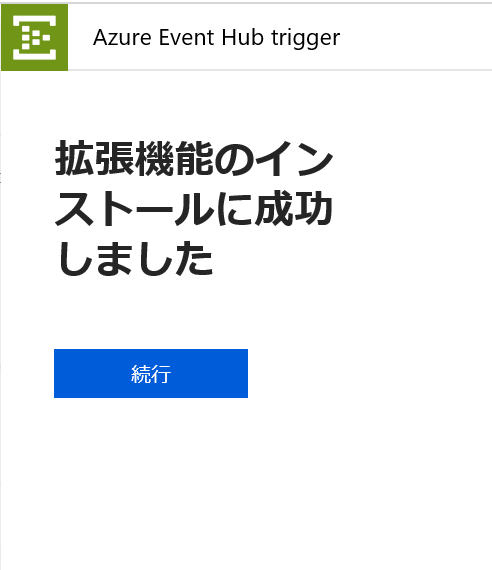 Azure Event Hub trigger
拡張機能のイン
ストールに成功
しました
続行